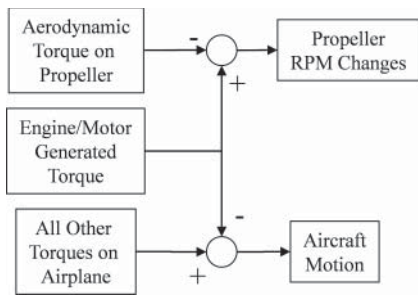 Aerodynamic
Torque on
Propeller
-
+
Propeller
RPM Changes
Engine/Motor
Generated
Torque
All Other
Torques on
Airplane
-
+
Aircraft
Motion